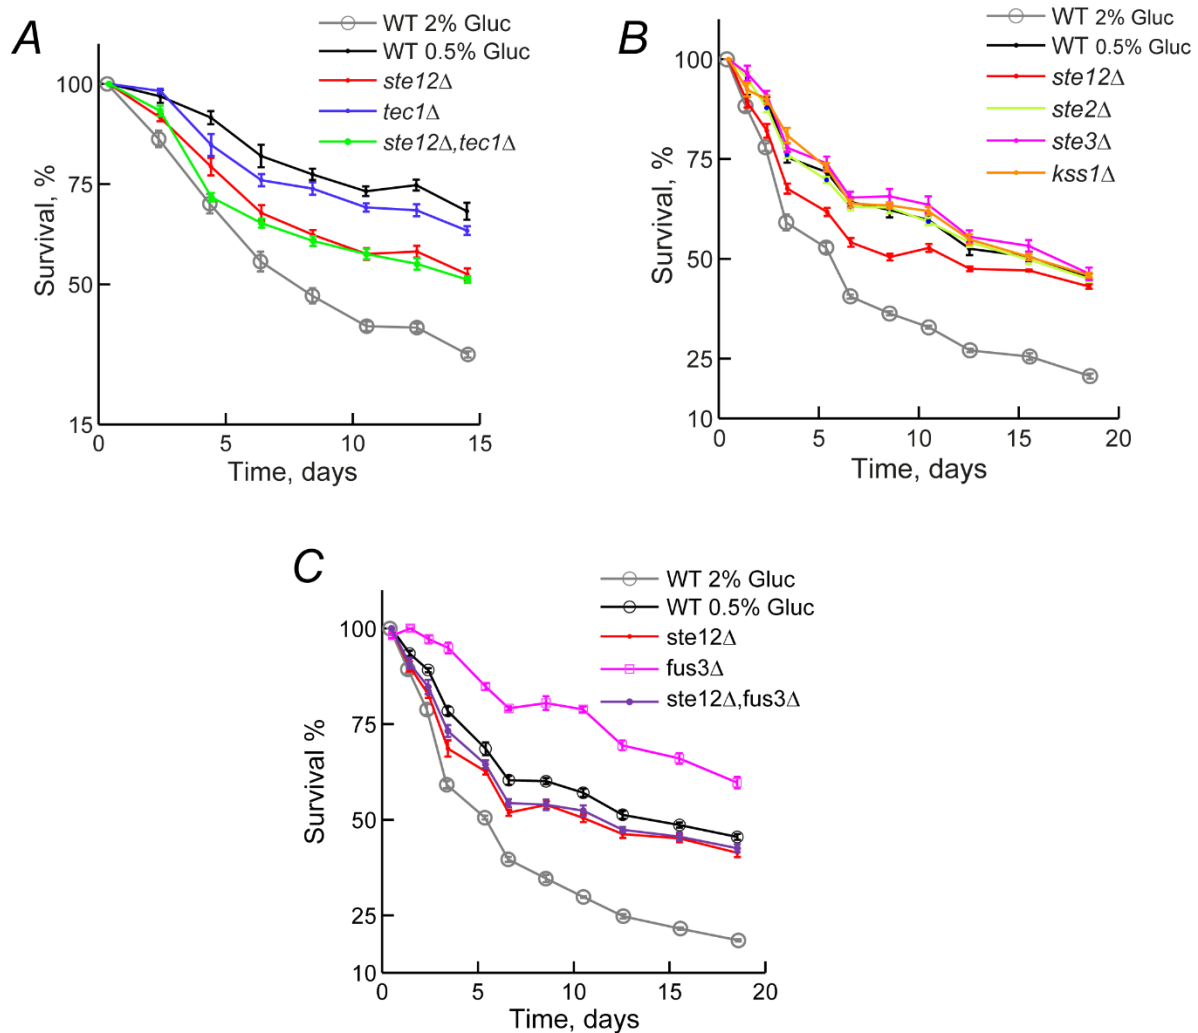 A
WT 2% Gluc
WT 0.5% Gluc
ste12Δ
tec1Δ
ste12Δ,tec1Δ
Survival, %
100
75
50
15
0
5
10
15
Time, days
B
WT 2% Gluc
WT 0.5% Gluc
ste12Δ
ste2Δ
ste3Δ
kss1Δ
Survival, %
100
75
50
25
10
0
5
10
15
20
Time, days
C
WT 2% Gluc
WT 0.5% Gluc
ste12Δ
fus3Δ
ste12Δ,fus3Δ
Survival %
100
75
50
25
10
0
5
10
15
20
Time, days